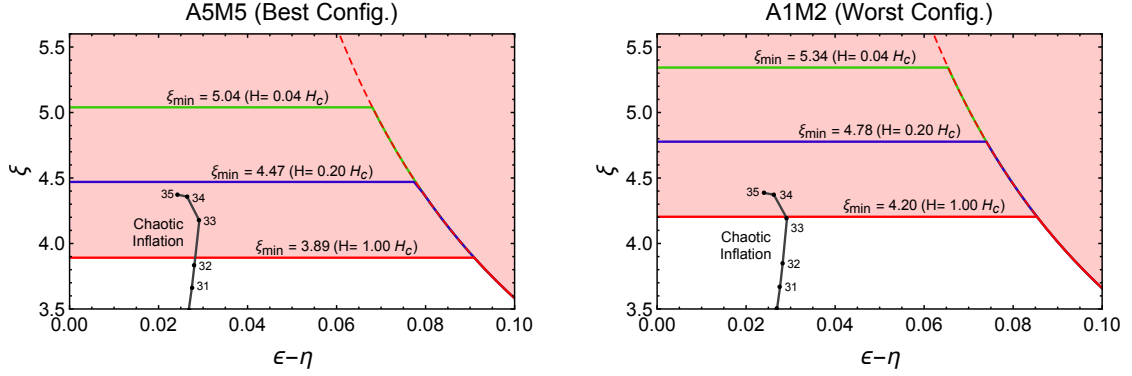 A5M5 (Best Config.)
5.5
5.0
4.5
4.0
3.5
ξ
ξmin = 5.04 (H= 0.04 Hc)
ξmin = 4.47 (H= 0.20 Hc)
35
34
33
Chaotic
Inflation
ξmin = 3.89 (H= 1.00 Hc)
32
31
0.00 0.02 0.04 0.06 0.08 0.10
ϵ−η
A1M2 (Worst Config.)
5.5
5.0
4.5
4.0
3.5
ξ
ξmin = 5.34 (H= 0.04 Hc)
ξmin = 4.78 (H= 0.20 Hc)
35
34
ξmin = 4.20 (H= 1.00 Hc)
33
Chaotic
Inflation
32
31
0.00 0.02 0.04 0.06 0.08 0.10
ϵ−η